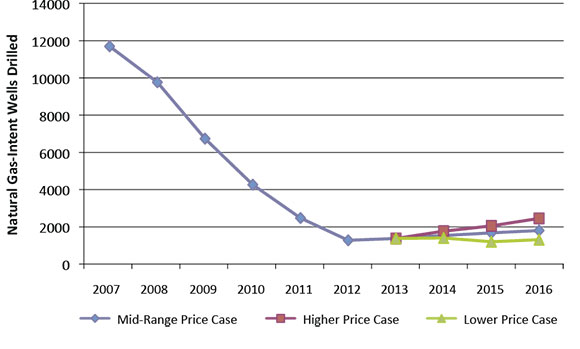 Natural Gas-Intent Wells Drilled
14000
12000
10000
8000
6000
4000
2000
0
2007 2008 2009 2010 2011 2012 2013 2014 2015 2016
Mid-Range Price Case Higher Price Case Lower Price Case